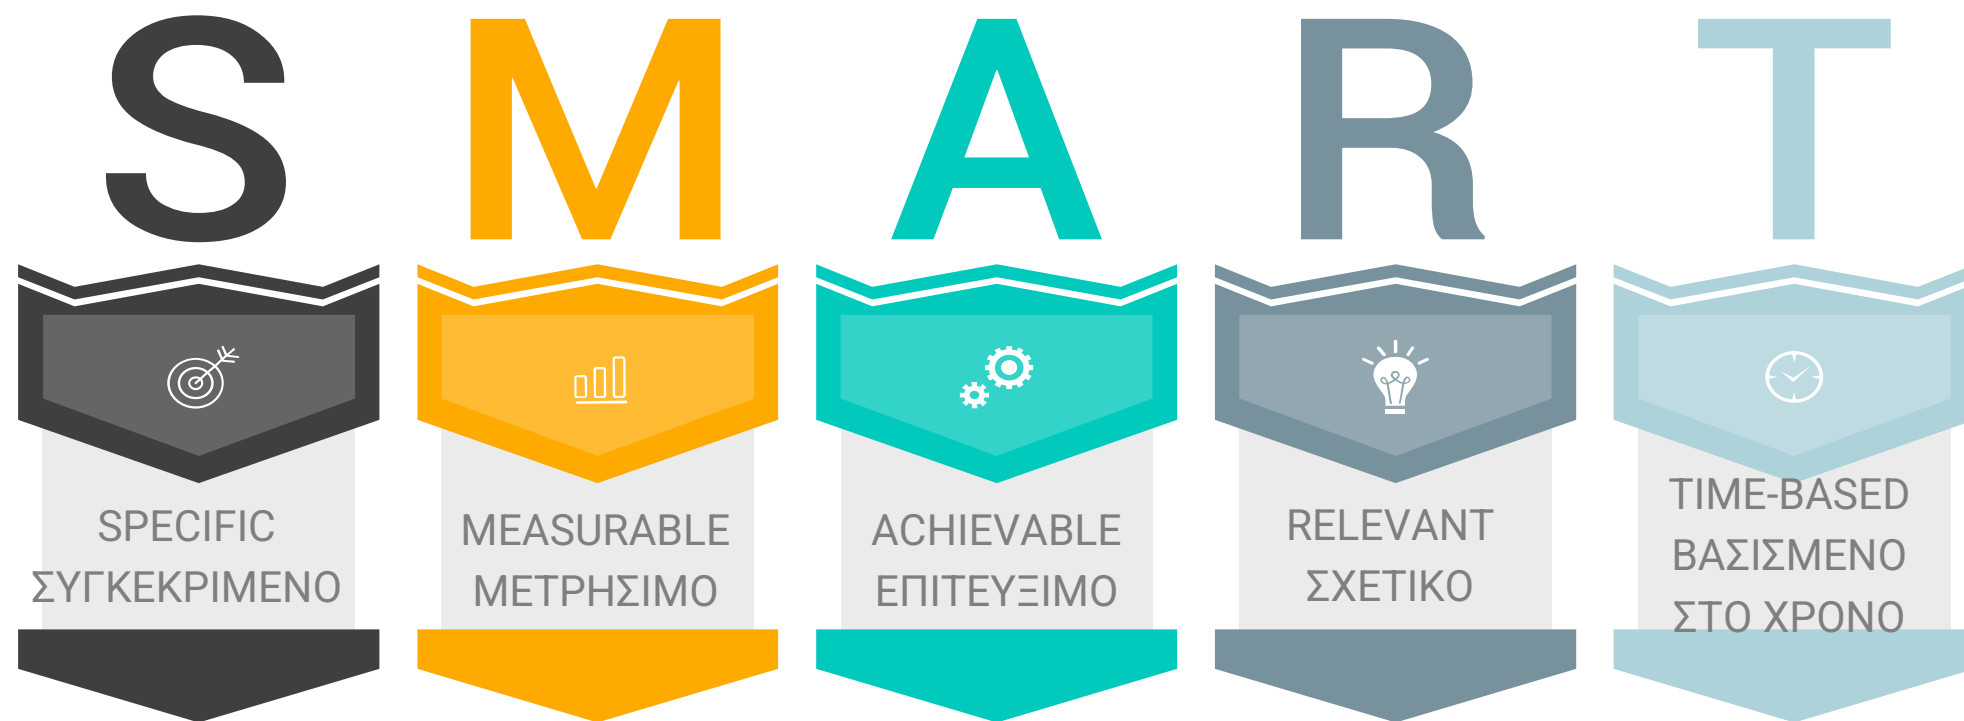 S M A R T
SPECIFIC
ΣΥΓΚΕΚΡΙΜΕΝΟ
MEASURABLE
ΜΕΤΡΗΣΙΜΟ
ACHIEVABLE
ΕΠΙΤΕΥΞΙΜΟ
RELEVANT
ΣΧΕΤΙΚΟ
TIME-BASED
ΒΑΣΙΣΜΕΝΟ
ΣΤΟ ΧΡΟΝΟ